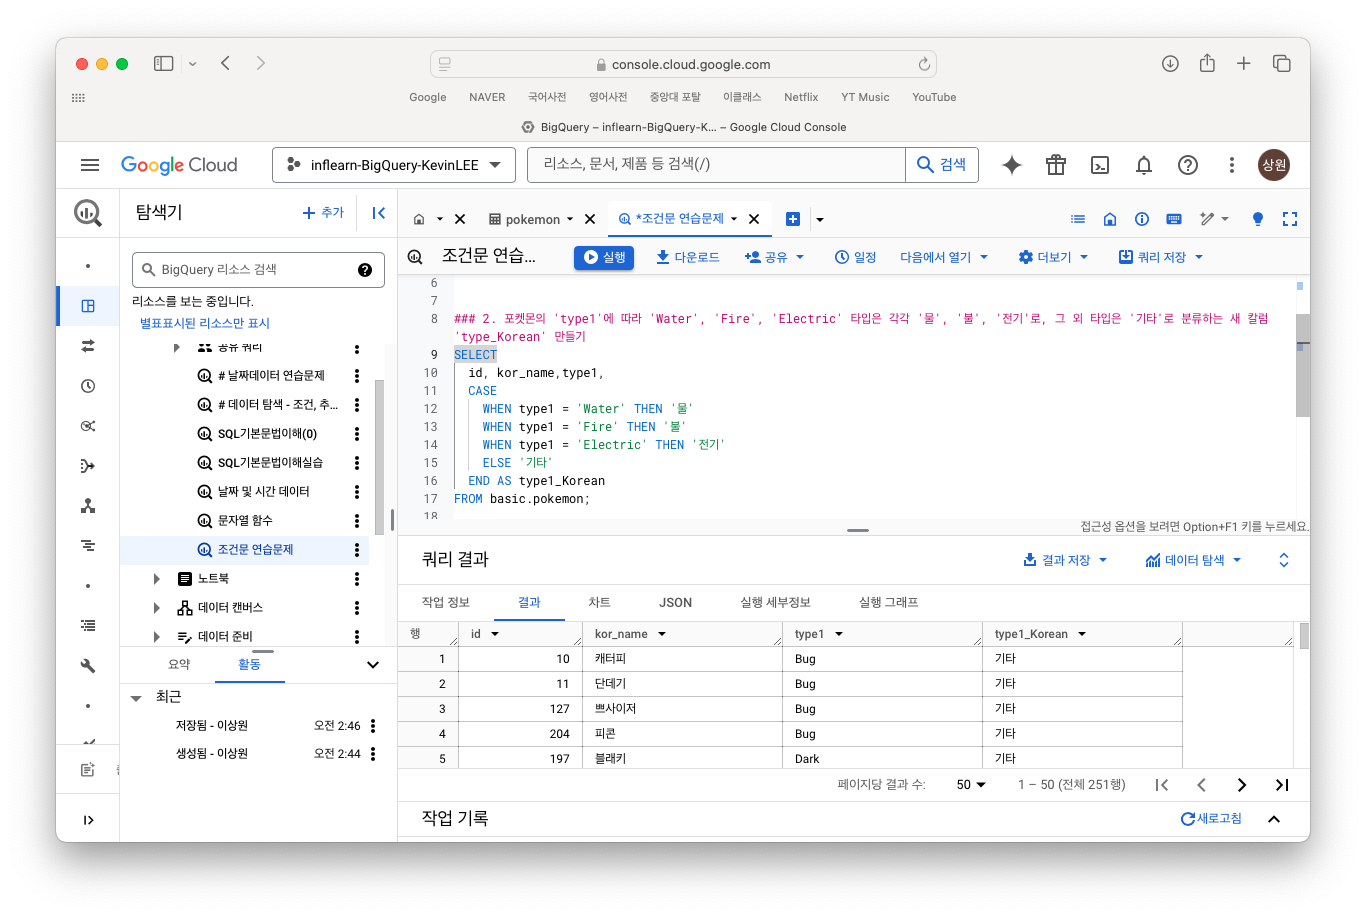 console.cloud.google.com
Google NAVER 국어사전 영어사전 중앙대 포탈 이클래스 Netflix YT Music YouTube
BigQuery – inflearn-BigQuery-K... – Google Cloud Console
Google Cloud
inflearn-BigQuery-KevinLEE
리소스, 문서, 제품 등 검색(/)
검색
상원
탐색기
추가
pokemon
*조건문 연습문제
BigQuery 리소스 검색
조건문 연습...
실행
다운로드
공유
일정
다음에서 열기
더보기
쿼리 저장
리소스를 보는 중입니다.
별표표시된 리소스만 표시
공유 쿼리
# 날짜데이터 연습문제
# 데이터 탐색 - 조건, 추...
SQL기본문법이해(0)
SQL기본문법이해실습
날짜 및 시간 데이터
문자열 함수
조건문 연습문제
노트북
데이터 캔버스
데이터 준비
요약
활동
최근
저장됨 - 이상원 오전 2:46
생성됨 - 이상원 오전 2:44
6
7
8 ### 2. 포켓몬의 'type1'에 따라 'Water', 'Fire', 'Electric' 타입은 각각 '물', '불', '전기'로, 그 외 타입은 '기타'로 분류하는 새 칼럼
'type_Korean' 만들기
9 SELECT
10 id, kor_name,type1,
11 CASE
12 WHEN type1 = 'Water' THEN '물'
13 WHEN type1 = 'Fire' THEN '불'
14 WHEN type1 = 'Electric' THEN '전기'
15 ELSE '기타'
16 END AS type1_Korean
17 FROM basic.pokemon;
18
접근성 옵션을 보려면 Option+F1 키를 누르세요.
쿼리 결과
결과 저장
데이터 탐색
작업 정보 결과 차트 JSON 실행 세부정보 실행 그래프
행 id kor_name type1 type1_Korean
1 10 캐터피 Bug 기타
2 11 단데기 Bug 기타
3 127 쁘사이저 Bug 기타
4 204 피콘 Bug 기타
5 197 블래키 Dark 기타
페이지당 결과 수: 50 1 – 50 (전체 251행)
작업 기록
새로고침